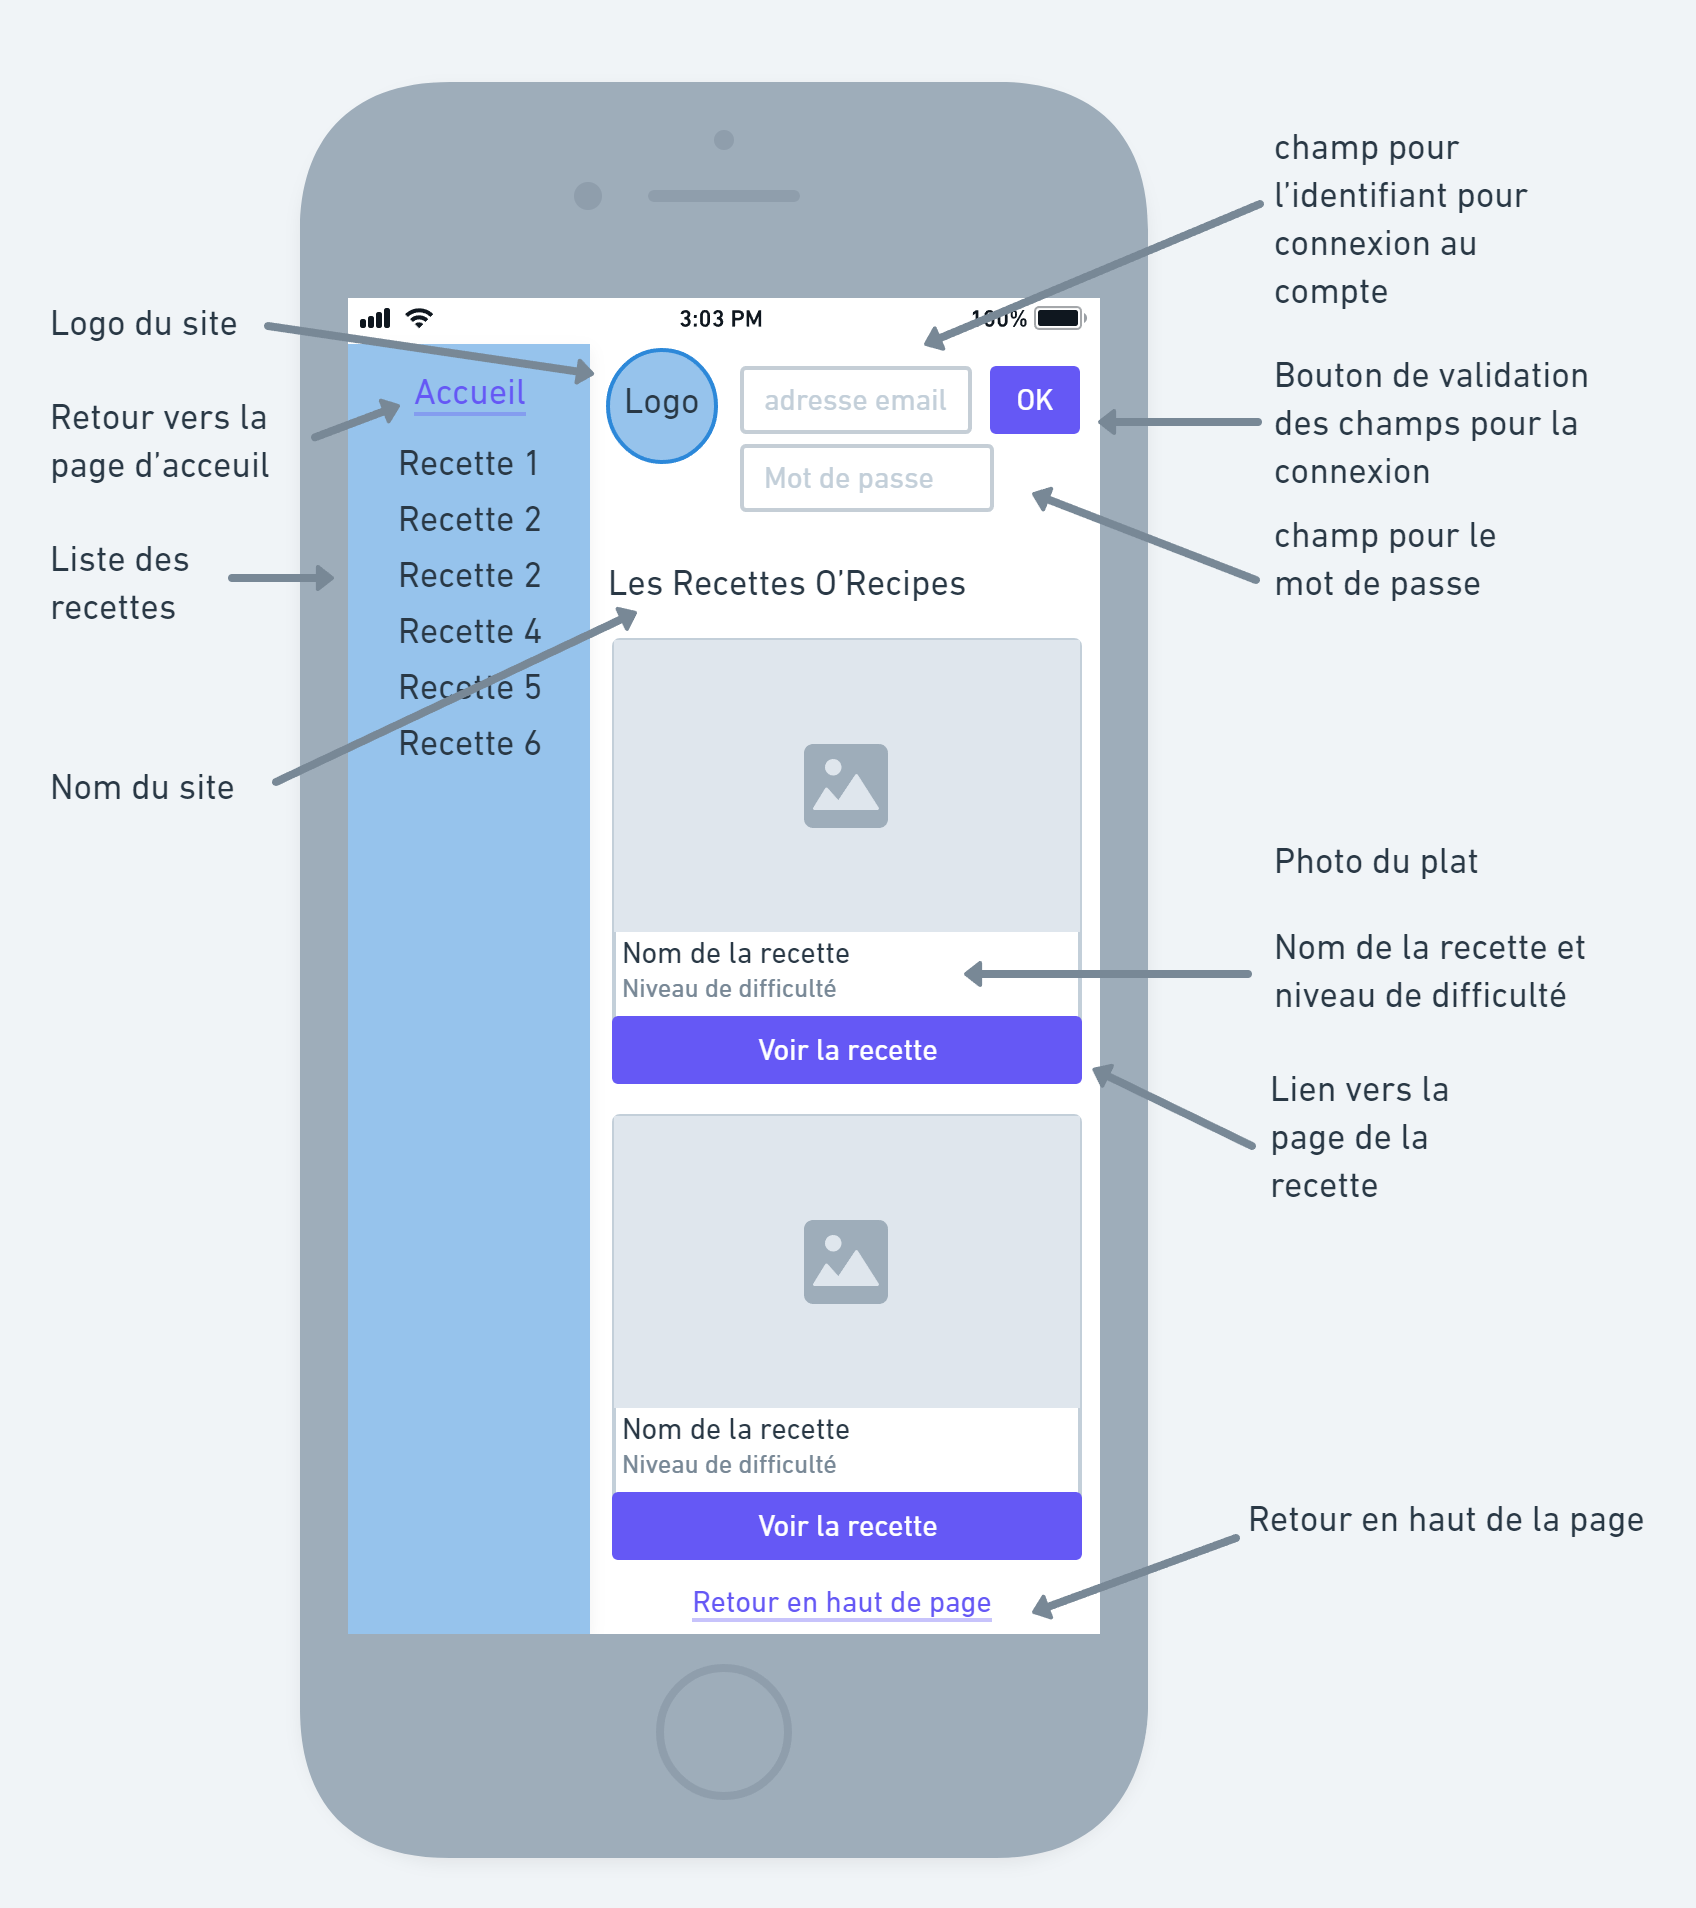 champ pour
l'identifiant pour
connexion au
compte
Logo du site
3:03 PM
100%
Retour vers la
page d'acceuil
Liste des
recettes
Nom du site
Accueil
Recette 1
Recette 2
Recette 2
Recette 4
Recette 5
Recette 6
Logo
adresse email
OK
Mot de passe
Bouton de validation
des champs pour la
connexion
champ pour le
mot de passe
Les Recettes O'Recipes
Photo du plat
Nom de la recette
Niveau de difficulté
Voir la recette
Nom de la recette et
niveau de difficulté
Lien vers la
page de la
recette
Nom de la recette
Niveau de difficulté
Voir la recette
Retour en haut de page
Retour en haut de la page